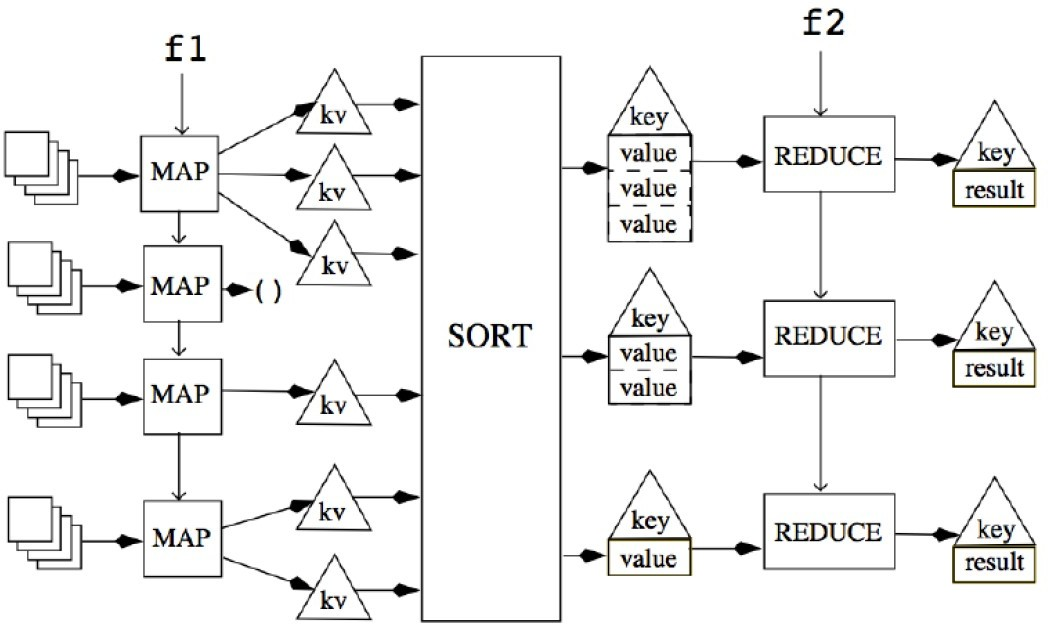 f1
f2
MAP
kv
kv
kv
MAP
()
MAP
kv
MAP
kv
kv
SORT
key
value
value
value
REDUCE
key
result
key
value
value
REDUCE
key
result
key
value
REDUCE
key
result